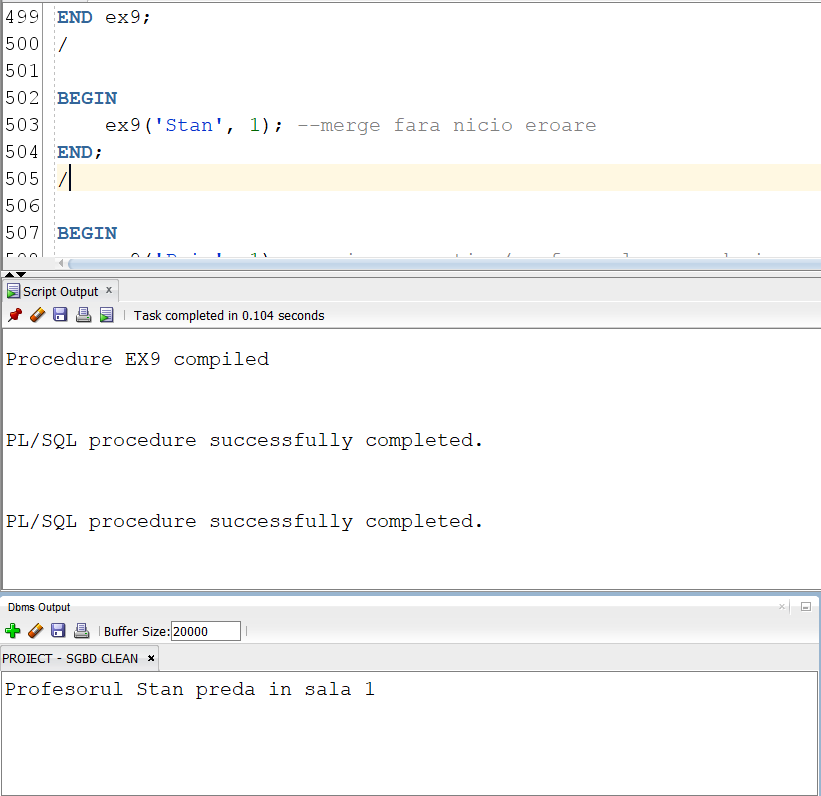 499 END ex9;
500 /
501
502 BEGIN
503 ex9('Stan', 1); --merge fara nicio eroare
504 END;
505 /
506
507 BEGIN
Script Output ×
Task completed in 0.104 seconds
Procedure EX9 compiled
PL/SQL procedure successfully completed.
PL/SQL procedure successfully completed.
Dbms Output
Buffer Size: 20000
PROIECT - SGBD CLEAN ×
Profesorul Stan preda in sala 1